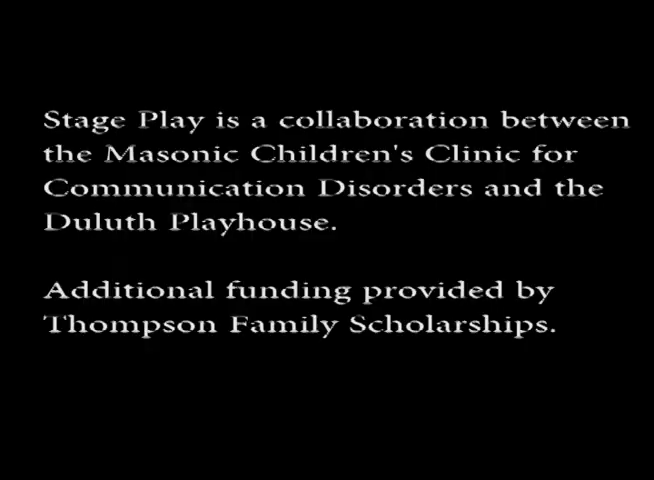 Stage Play is a collaboration between
the Masonic Children's Clinic for
Communication Disorders and the
Duluth Playhouse.
Additional funding provided by
Thompson Family Scholarships.